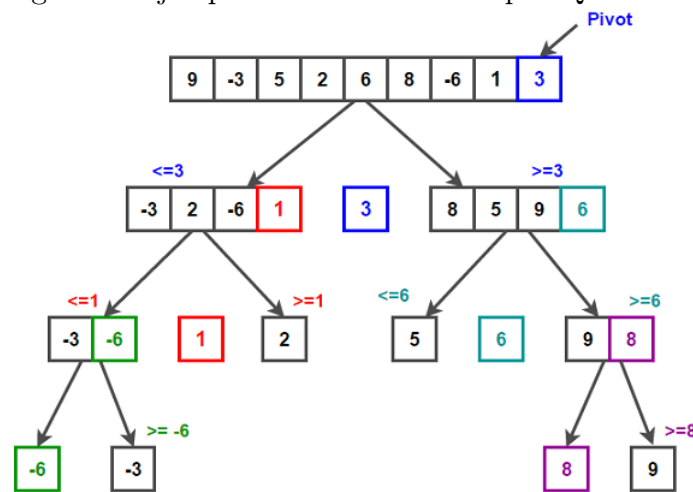 Pivot
9 -3 5 2 6 8 -6 1 3
<=3 >=3
-3 2 -6 1 3 8 5 9 6
<=1 >=1 <=6 >=6
-3 -6 1 2 5 6 9 8
>= -6 >=8
-6 -3 8 9